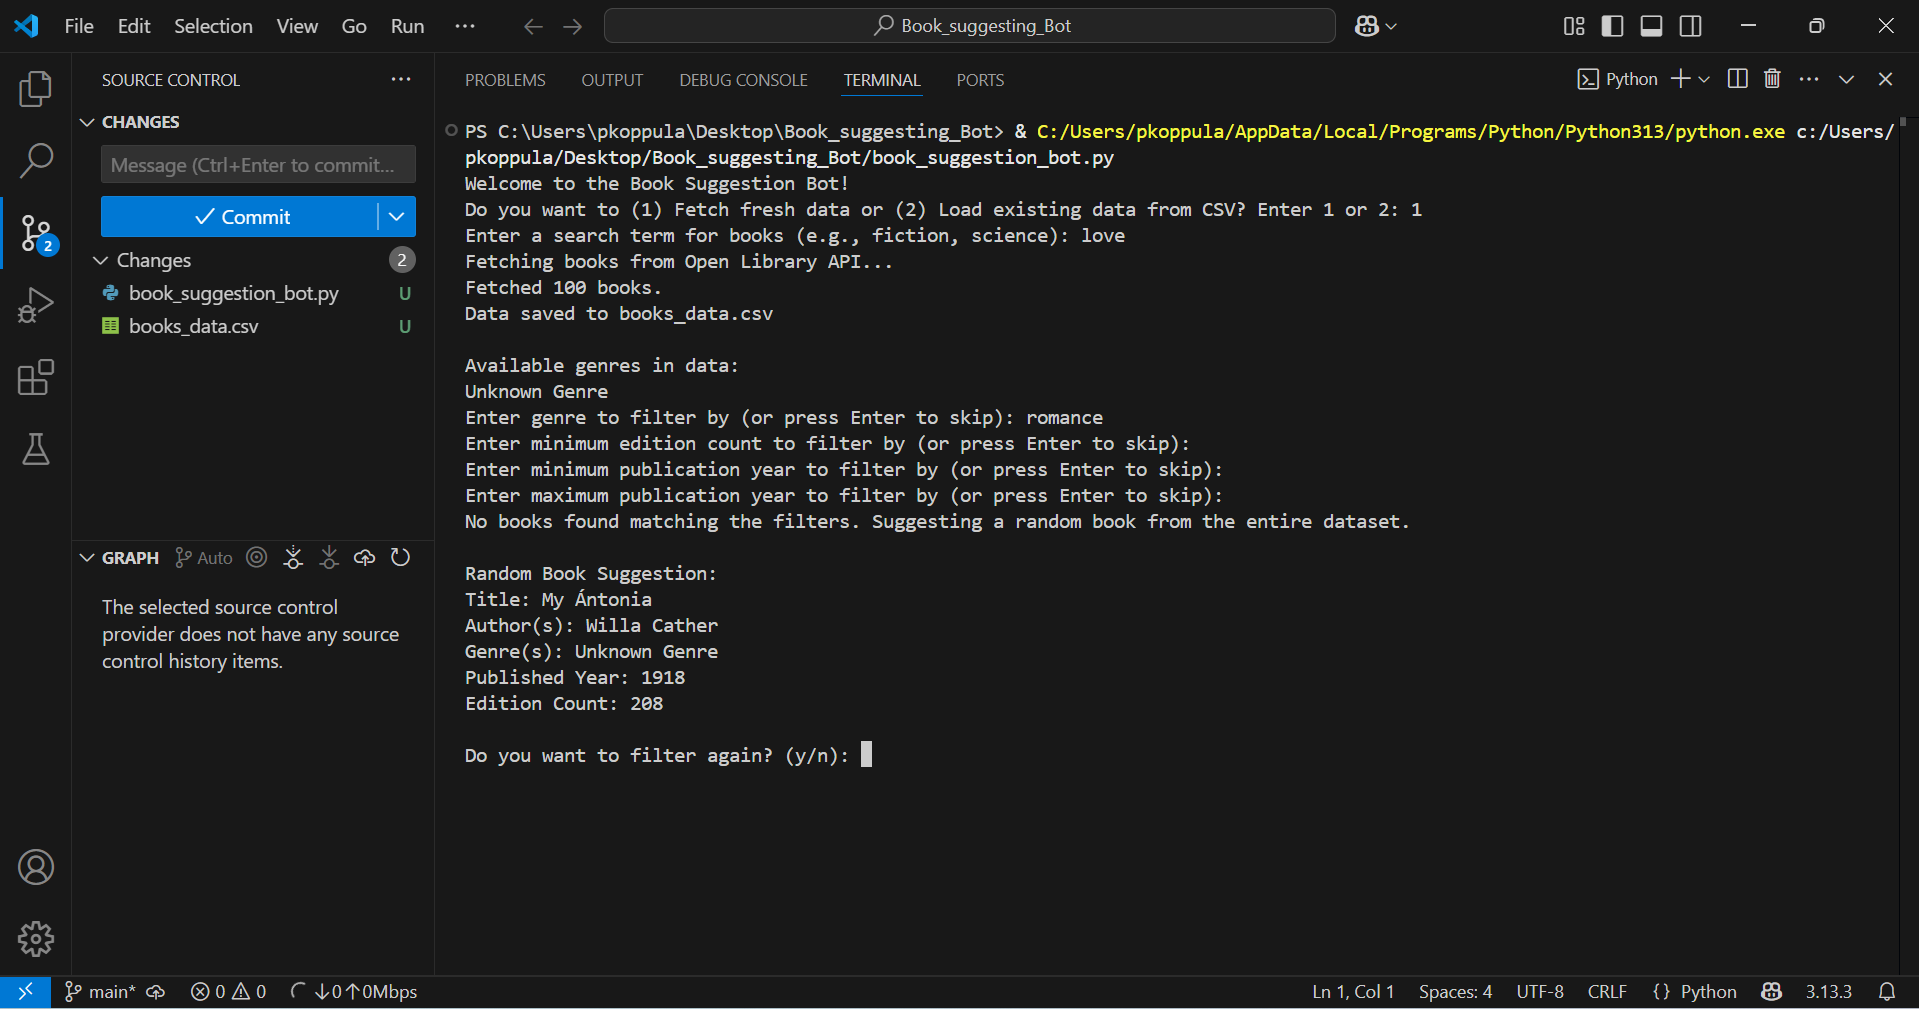 File Edit Selection View Go Run ··· Book_suggesting_Bot
SOURCE CONTROL
CHANGES
Message (Ctrl+Enter to commit...
Commit
Changes 2
book_suggestion_bot.py U
books_data.csv U
2
GRAPH Auto
The selected source control
provider does not have any source
control history items.
PROBLEMS OUTPUT DEBUG CONSOLE TERMINAL PORTS Python
PS C:\Users\pkoppula\Desktop\Book_suggesting_Bot> & C:/Users/pkoppula/AppData/Local/Programs/Python/Python313/python.exe c:/Users/
pkoppula/Desktop/Book_suggesting_Bot/book_suggestion_bot.py
Welcome to the Book Suggestion Bot!
Do you want to (1) Fetch fresh data or (2) Load existing data from CSV? Enter 1 or 2: 1
Enter a search term for books (e.g., fiction, science): love
Fetching books from Open Library API...
Fetched 100 books.
Data saved to books_data.csv
Available genres in data:
Unknown Genre
Enter genre to filter by (or press Enter to skip): romance
Enter minimum edition count to filter by (or press Enter to skip):
Enter minimum publication year to filter by (or press Enter to skip):
Enter maximum publication year to filter by (or press Enter to skip):
No books found matching the filters. Suggesting a random book from the entire dataset.
Random Book Suggestion:
Title: My Ántonia
Author(s): Willa Cather
Genre(s): Unknown Genre
Published Year: 1918
Edition Count: 208
Do you want to filter again? (y/n):
main* 0 0 ↓0↑0Mbps Ln 1, Col 1 Spaces: 4 UTF-8 CRLF {} Python 3.13.3